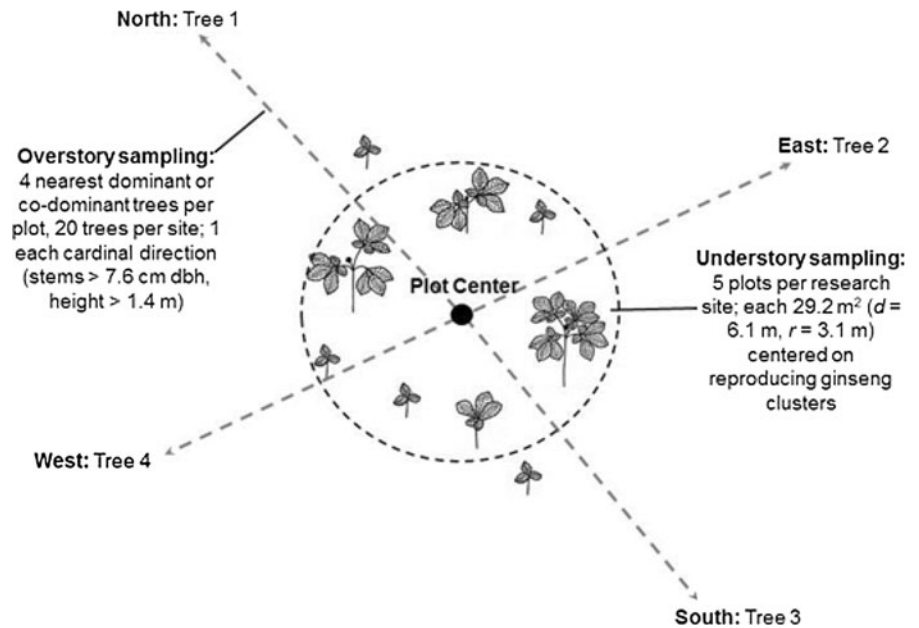 North: Tree 1
Overstory sampling:
4 nearest dominant or
co-dominant trees per
plot, 20 trees per site; 1
each cardinal direction
(stems > 7.6 cm dbh,
height > 1.4 m)
East: Tree 2
Plot Center
Understory sampling:
5 plots per research
site; each 29.2 m² (d =
6.1 m, r = 3.1 m)
centered on
reproducing ginseng
clusters
West: Tree 4
South: Tree 3